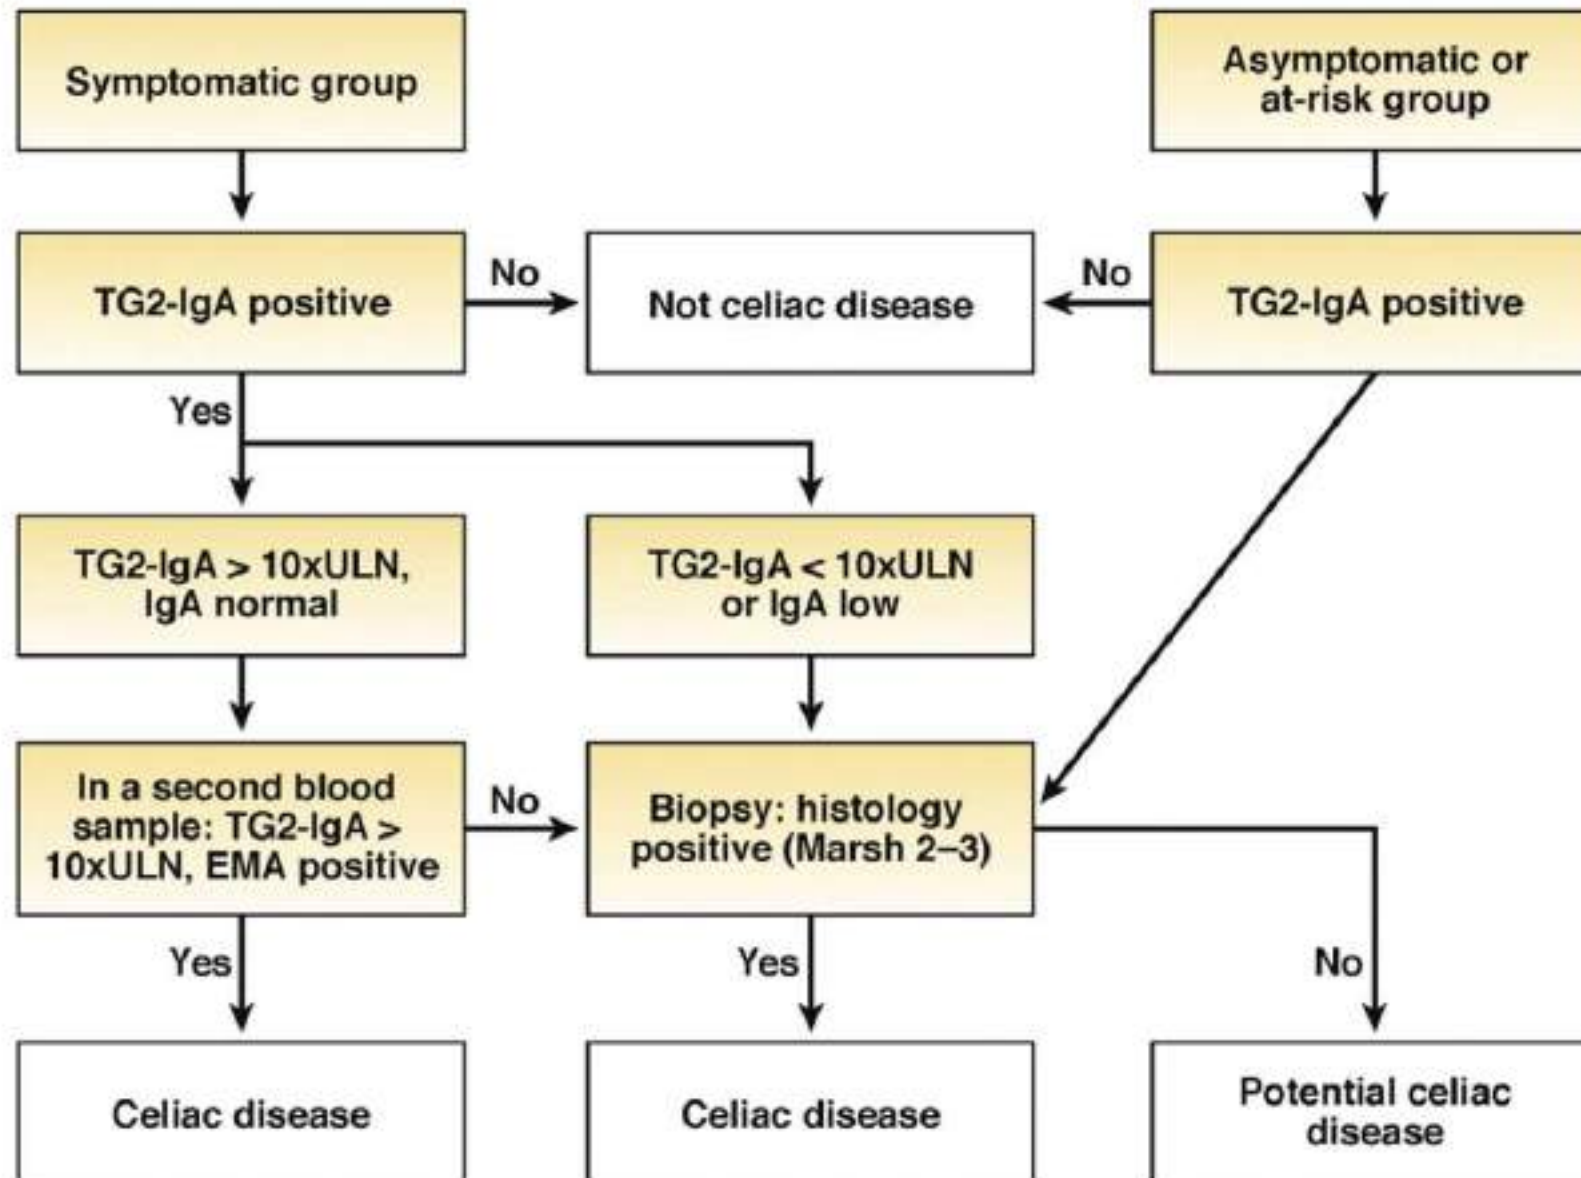 Symptomatic group
Asymptomatic or
at-risk group
TG2-IgA positive
No
Not celiac disease
No
TG2-IgA positive
Yes
TG2-IgA > 10xULN,
IgA normal
TG2-IgA < 10xULN
or IgA low
In a second blood
sample: TG2-IgA >
10xULN, EMA positive
No
Biopsy: histology
positive (Marsh 2–3)
Yes
Yes
No
Celiac disease
Celiac disease
Potential celiac
disease